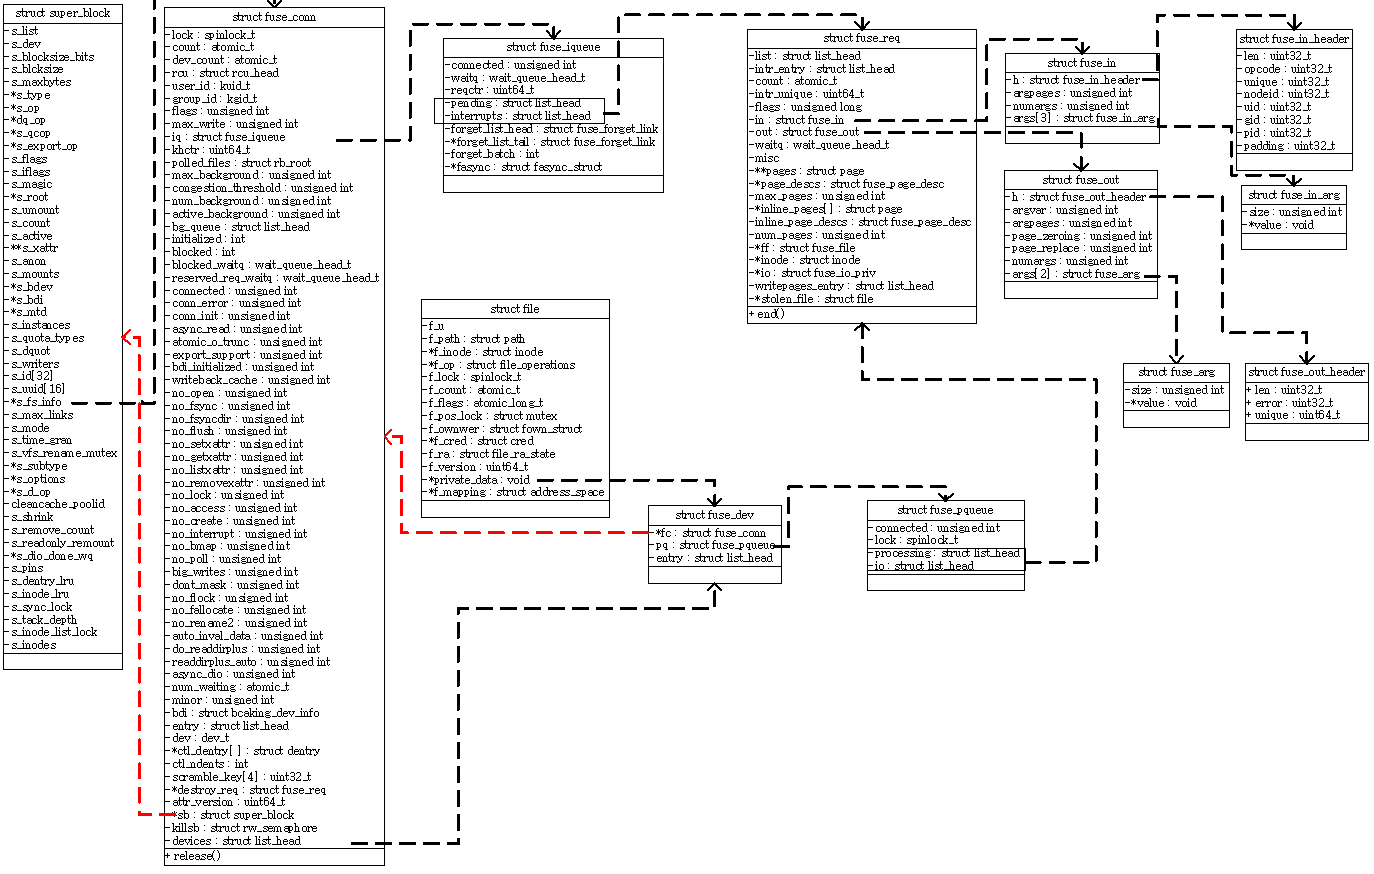 struct super_block
- s_list
- s_dev
- s_blocksize_bits
- s_blcksize
- s_maxbytes
- *s_type
- *s_op
- *dq_op
- *s_qcop
- *s_export_op
- s_flags
- s_iflags
- s_magic
- *s_root
- s_umount
- s_count
- s_active
- **s_xattr
- s_anon
- s_mounts
- *s_bdev
- *s_bdi
- *s_mtd
- s_instances
- s_quota_types
- s_dquot
- s_writers
- s_id[32]
- s_uuid[16]
- *s_fs_info
- s_max_links
- s_mode
- s_time_gran
- s_vfs_rename_mutex
- *s_subtype
- *s_options
- *s_d_op
cleancache_poolid
- s_shrink
- s_remove_count
- s_readonly_remount
- *s_dio_done_wq
- s_pins
- s_dentry_lru
- s_inode_lru
- s_sync_lock
- s_tack_depth
- s_inode_list_lock
- s_inodes
struct fuse_conn
- lock : spinlock_t
- count : atomic_t
- dev_count : atomic_t
- rcu : struct rcu_head
- user_id : kuid_t
- group_id : kgid_t
- flags : unsigned int
- max_write : unsigned int
- iq : struct fuse_iqueue
- khctr : uint64_t
- polled_files : struct rb_root
- max_background : unsigned int
- congestion_threshold : unsigned int
- num_background : unsigned int
- active_background : unsigned int
- bg_queue : struct list_head
- initialized : int
- blocked : int
- blocked_waitq : wait_queue_head_t
- reserved_req_waitq : wait_queue_head_t
- connected : unsigned int
- conn_error : unsigned int
- conn_init : unsigned int
- async_read : unsigned int
- atomic_o_trunc : unsigned int
- export_support : unsigned int
- bdi_initialized : unsigned int
- writeback_cache : unsigned int
- no_open : unsigned int
- no_fsync : unsigned int
- no_fsyncdir : unsigned int
- no_flush : unsigned int
- no_setxattr : unsigned int
- no_getxattr : unsigned int
- no_listxattr : unsigned int
- no_removexattr : unsigned int
- no_lock : unsigned int
- no_access : unsigned int
- no_create : unsigned int
- no_interrupt : unsigned int
- no_bmap : unsigned int
- no_poll : unsigned int
- big_writes : unsigned int
- dont_mask : unsigned int
- no_flock : unsigned int
- no_fallocate : unsigned int
- no_rename2 : unsigned int
- auto_inval_data : unsigned int
- do_readdirplus : unsigned int
- readdirplus_auto : unsigned int
- async_dio : unsigned int
- num_waiting : atomic_t
- minor : unsigned int
- bdi : struct bcaking_dev_info
- entry : struct list_head
- dev : dev_t
- *ctl_dentry[ ] : struct dentry
- ctl_ndents : int
- scramble_key[4] : uint32_t
- *destroy_req : struct fuse_req
- attr_version : uint64_t
- *sb : struct super_block
- killsb : struct rw_semaphore
- devices : struct list_head
+ release()
struct fuse_iqueue
- connected : unsigned int
- waitq : wait_queue_head_t
- reqctr : uint64_t
- pending : struct list_head
- interrupts : struct list_head
- forget_list_head : struct fuse_forget_link
- *forget_list_tail : struct fuse_forget_link
- forget_batch : int
- *fasync : struct fasync_struct
struct file
- f_u
- f_path : struct path
- *f_inode : struct inode
- *f_op : struct file_operations
- f_lock : spinlock_t
- f_count : atomic_t
- f_flags : atomic_long_t
- f_pos_lock : struct mutex
- f_ownwer : struct fown_struct
- *f_cred : struct cred
- f_ra : struct file_ra_state
- f_version : uint64_t
- *private_data : void
- *f_mapping : struct address_space
struct fuse_dev
- *fc : struct fuse_conn
- pq : struct fuse_pqueue
- entry : struct list_head
struct fuse_req
- list : struct list_head
- intr_entry : struct list_head
- count : atomic_t
- intr_unique : uint64_t
- flags : unsigned long
- in : struct fuse_in
- out : struct fuse_out
- waitq : wait_queue_head_t
- misc
- **pages : struct page
- *page_descs : struct fuse_page_desc
- max_pages : unsigned int
- *inline_pages[ ] : struct page
- inline_page_descs : struct fuse_page_desc
- num_pages : unsigned int
- *ff : struct fuse_file
- *inode : struct inode
- *io : struct fuse_io_priv
- writepages_entry : struct list_head
- *stolen_file : struct file
+ end()
struct fuse_pqueue
- connected : unsigned int
- lock : spinlock_t
- processing : struct list_head
- io : struct list_head
struct fuse_in
- h : struct fuse_in_header
- argpages : unsigned int
- numargs : unsigned int
- args[3] : struct fuse_in_arg
struct fuse_out
- h : struct fuse_out_header
- argvar : unsigned int
- argpages : unsigned int
- page_zeroing : unsigned int
- page_replace : unsigned int
- numargs : unsigned int
- args[2] : struct fuse_arg
struct fuse_in_header
- len : uint32_t
- opcode : uint32_t
- unique : uint32_t
- nodeid : uint32_t
- uid : uint32_t
- gid : uint32_t
- pid : uint32_t
- padding : uint32_t
struct fuse_in_arg
- size : unsigned int
- *value : void
struct fuse_arg
- size : unsigned int
- *value : void
struct fuse_out_header
+ len : uint32_t
+ error : uint32_t
+ unique : uint64_t